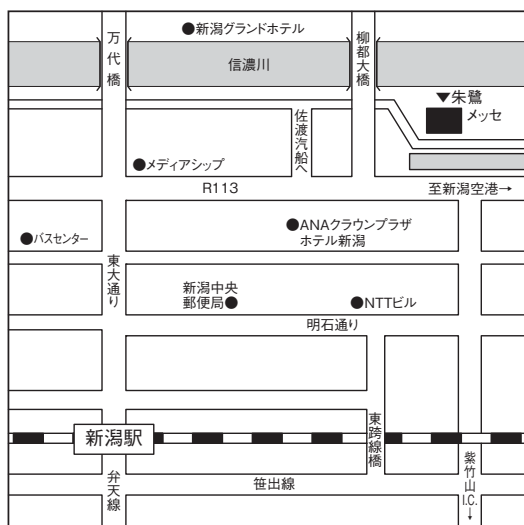 ●新潟グランドホテル
万代橋
信濃川
柳都大橋
▼朱鷺
メッセ
佐渡汽船へ
●メディアシップ
R113
至新潟空港→
●バスセンター
●ANAクラウンプラザ
ホテル新潟
東大通り
新潟中央
郵便局●
●NTTビル
明石通り
新潟駅
東跨線橋
弁天線
笹出線
紫竹山I.C.↓